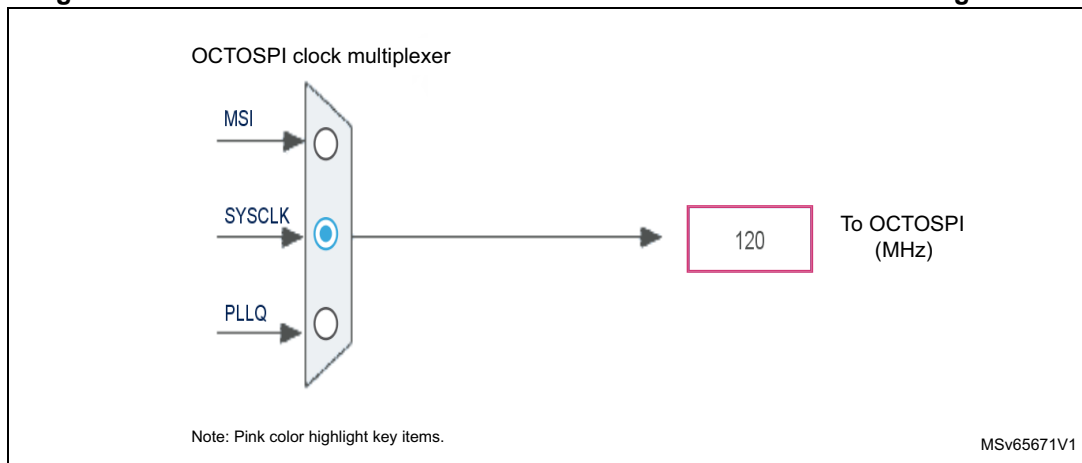 OCTOSPI clock multiplexer
MSI
SYSCLK
120
To OCTOSPI
(MHz)
PLLQ
Note: Pink color highlight key items.
MSv65671V1